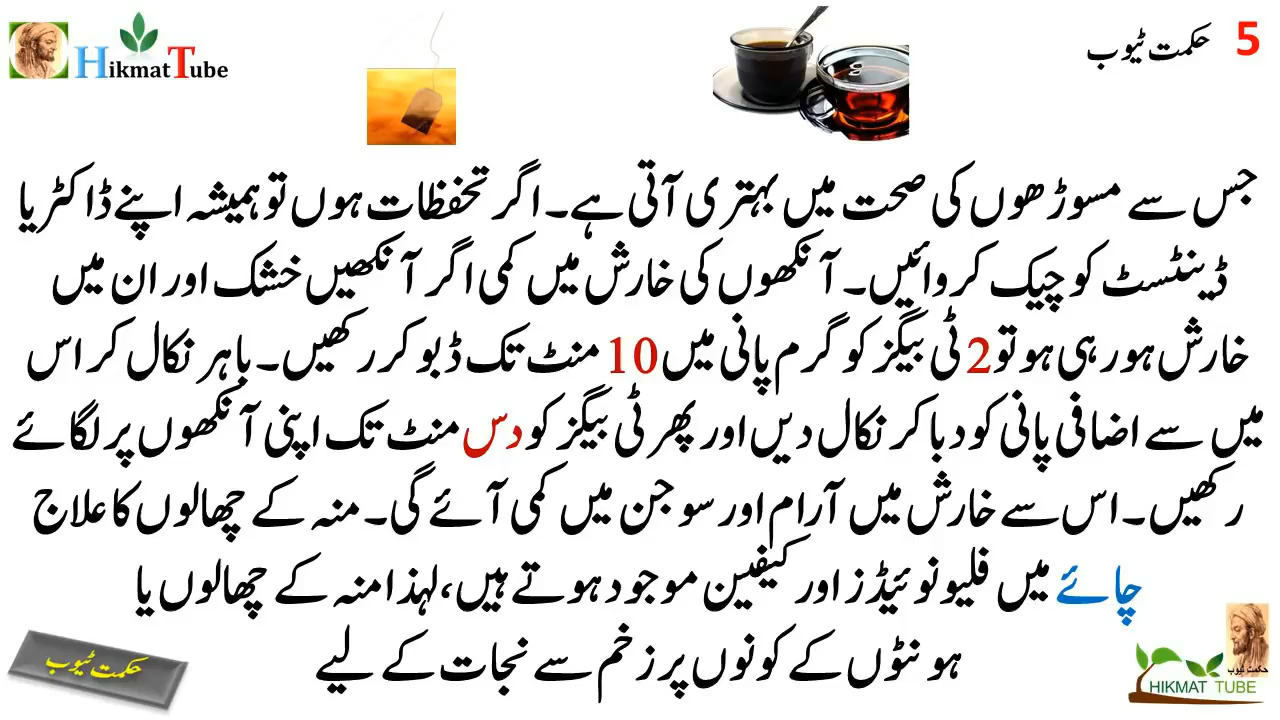 HikmatTube
حکمت ٹیوب
5
جس سے مسوڑھوں کی صحت میں بہتری آتی ہے۔ اگر تحفظات ہوں تو ہمیشہ اپنے ڈاکٹر یا
ڈینٹسٹ کو چیک کروائیں۔ آنکھوں کی خارش میں کمی اگر آنکھیں خشک اور ان میں
خارش ہو رہی ہو تو 2 ٹی بیگز کو گرم پانی میں 10 منٹ تک ڈبو کر رکھیں۔ باہر نکال کر اس
میں سے اضافی پانی کو دبا کر نکال دیں اور پھر ٹی بیگز کو دس منٹ تک اپنی آنکھوں پر لگائے
رکھیں۔ اس سے خارش میں آرام اور سوجن میں کمی آئے گی۔ منہ کے چھالوں کا علاج
چائے میں فلیونوئیڈز اور کیفین موجود ہوتے ہیں، لہذا منہ کے چھالوں یا
ہونٹوں کے کونوں پر زخم سے نجات کے لیے
حکمت ٹیوب
حکمت ٹیوب
HIKMAT TUBE